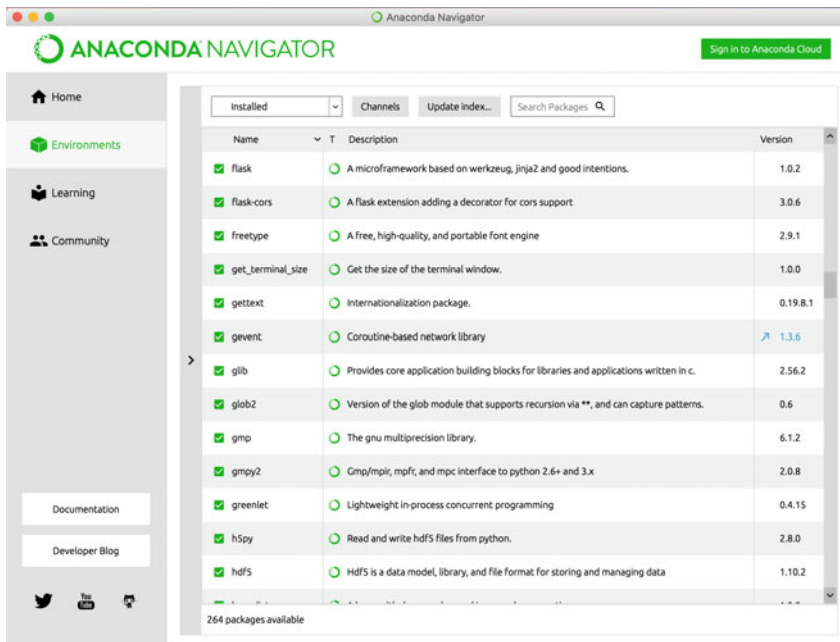 Anaconda Navigator
ANACONDA NAVIGATOR
Sign in to Anaconda Cloud
Home
Environments
Learning
Community
Documentation
Developer Blog
You Tube
Installed Channels Update index... Search Packages
Name T Description Version
flask A microframework based on werkzeug, jinja2 and good intentions. 1.0.2
flask-cors A flask extension adding a decorator for cors support 3.0.6
freetype A free, high-quality, and portable font engine 2.9.1
get_terminal_size Get the size of the terminal window. 1.0.0
gettext Internationalization package. 0.19.8.1
gevent Coroutine-based network library 1.3.6
glib Provides core application building blocks for libraries and applications written in c. 2.56.2
glob2 Version of the glob module that supports recursion via **, and can capture patterns. 0.6
gmp The gnu multiprecision library. 6.1.2
gmpy2 Gmp/mpir, mpfr, and mpc interface to python 2.6+ and 3.x 2.0.8
greenlet Lightweight in-process concurrent programming 0.4.15
h5py Read and write hdf5 files from python. 2.8.0
hdf5 Hdf5 is a data model, library, and file format for storing and managing data 1.10.2
264 packages available